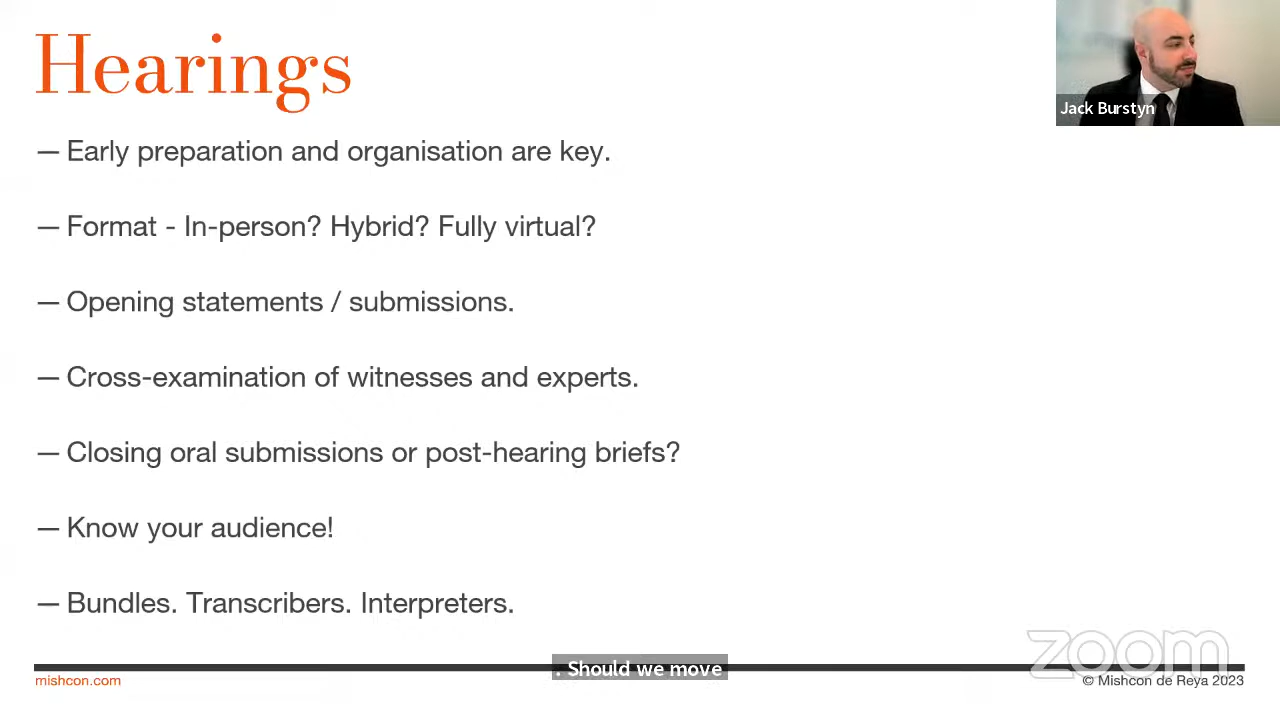 Hearings
Jack Burstyn
— Early preparation and organisation are key.
— Format - In-person? Hybrid? Fully virtual?
— Opening statements / submissions.
— Cross-examination of witnesses and experts.
— Closing oral submissions or post-hearing briefs?
— Know your audience!
— Bundles. Transcribers. Interpreters.
zoom
. Should we move
mishcon.com
© Mishcon de Reya 2023